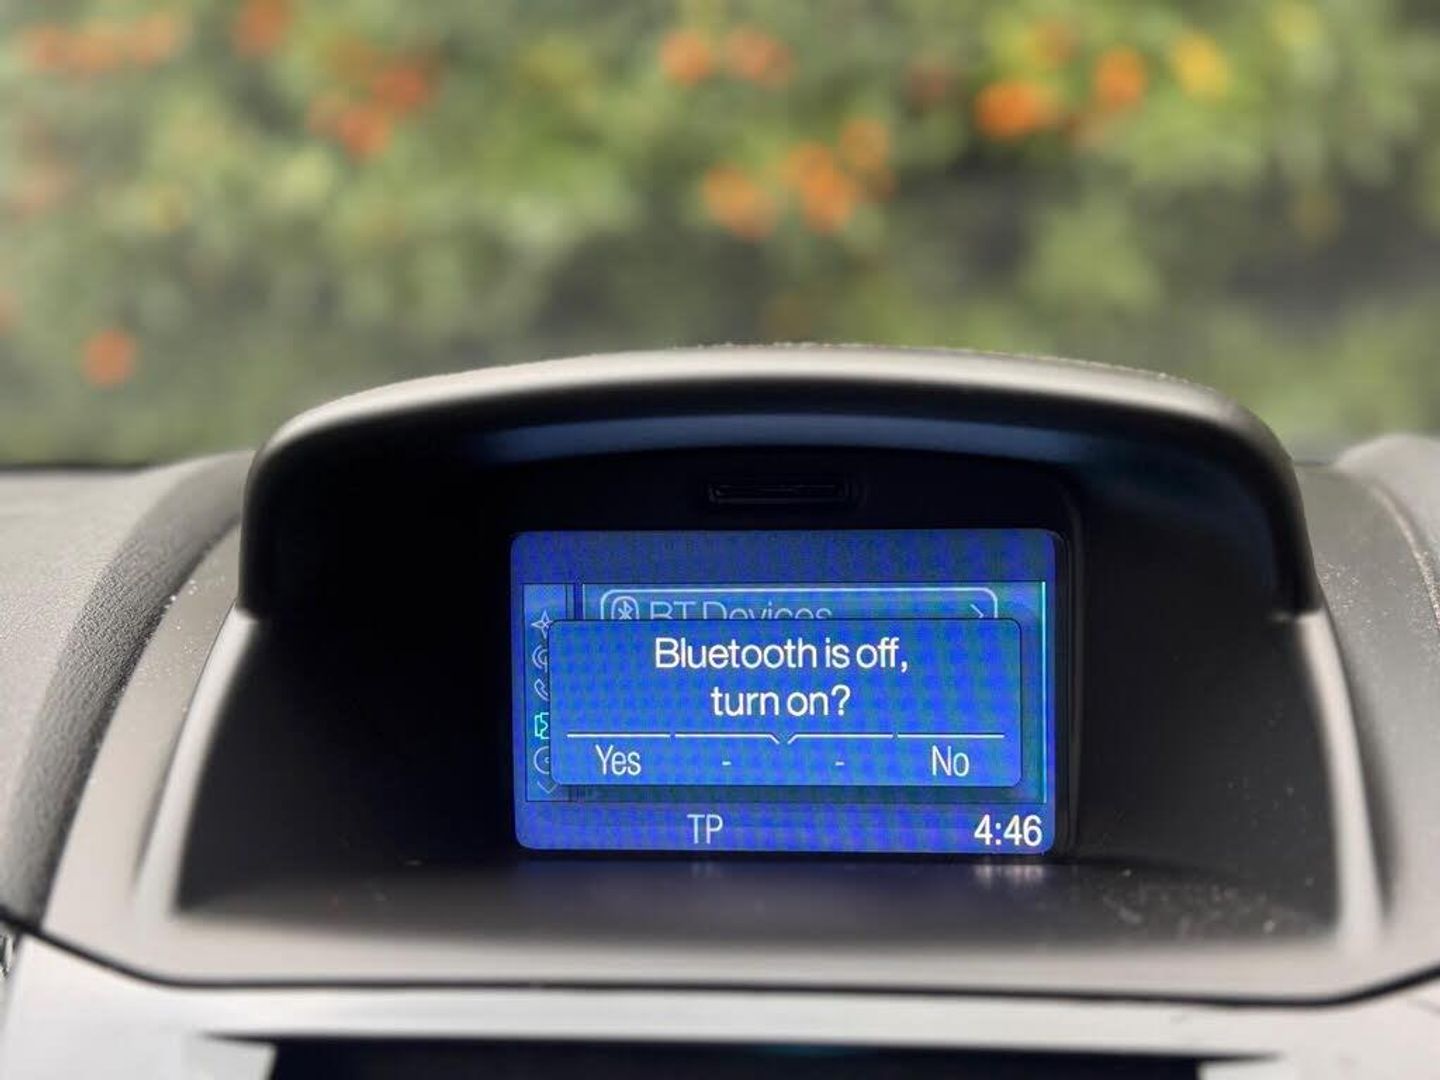 BT Devices
Bluetooth is off,
turn on?
Yes - - No
TP 4:46